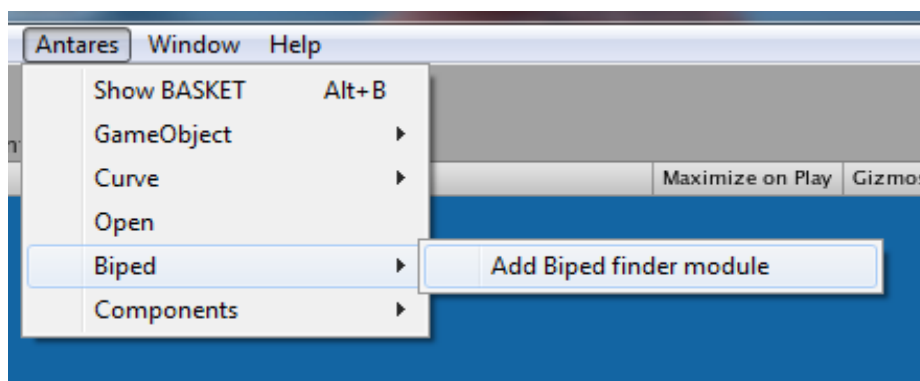 Antares Window Help
Show BASKET Alt+B
GameObject
Curve
Maximize on Play Gizmos
Open
Biped
Add Biped finder module
Components